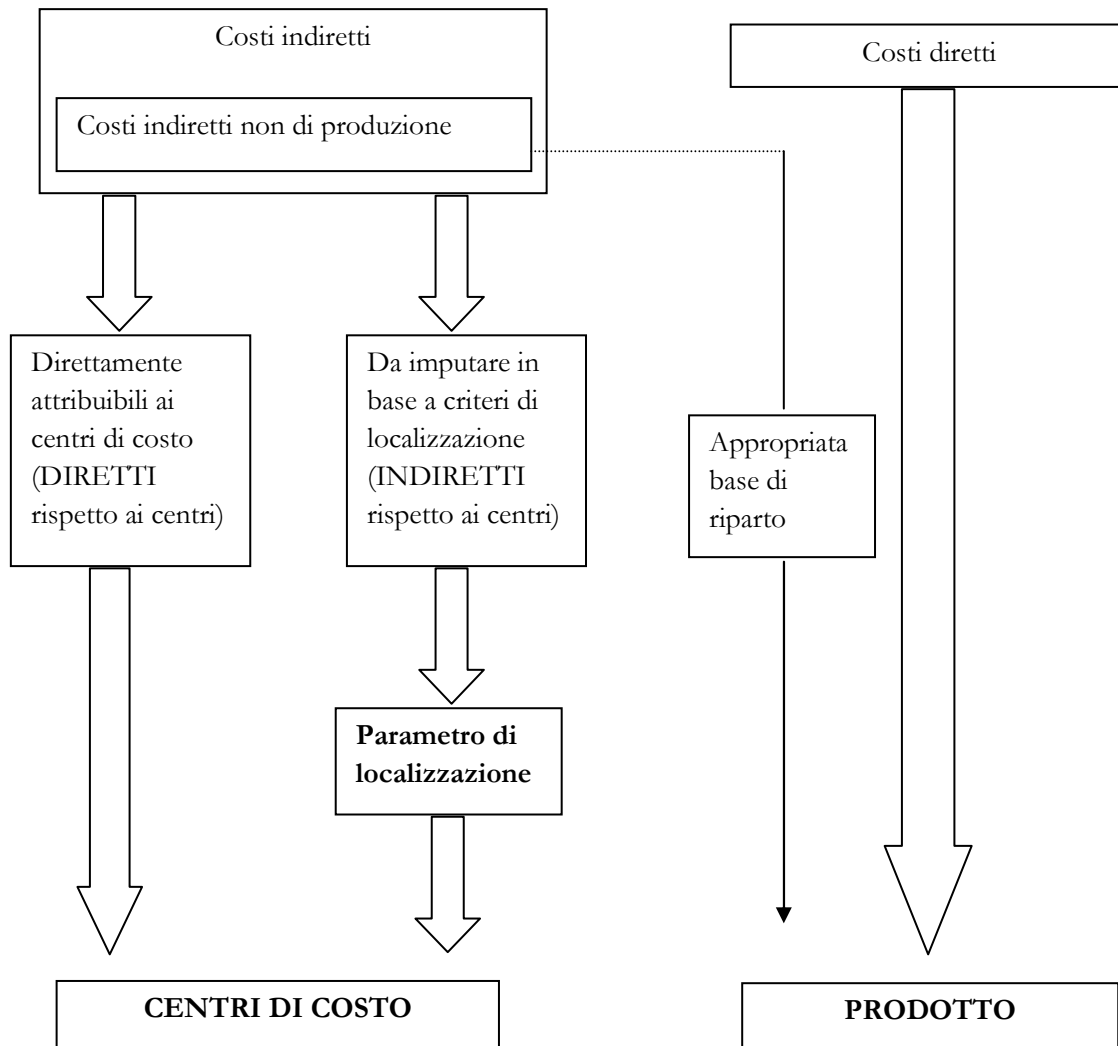 Costi indiretti
Costi diretti
Costi indiretti non di produzione
Direttamente
attribuibili ai
centri di costo
(DIRETTI
rispetto ai centri)
Da imputare in
base a criteri di
localizzazione
(INDIRETTI
rispetto ai centri)
Appropriata
base di
riparto
Parametro di
localizzazione
CENTRI DI COSTO
PRODOTTO